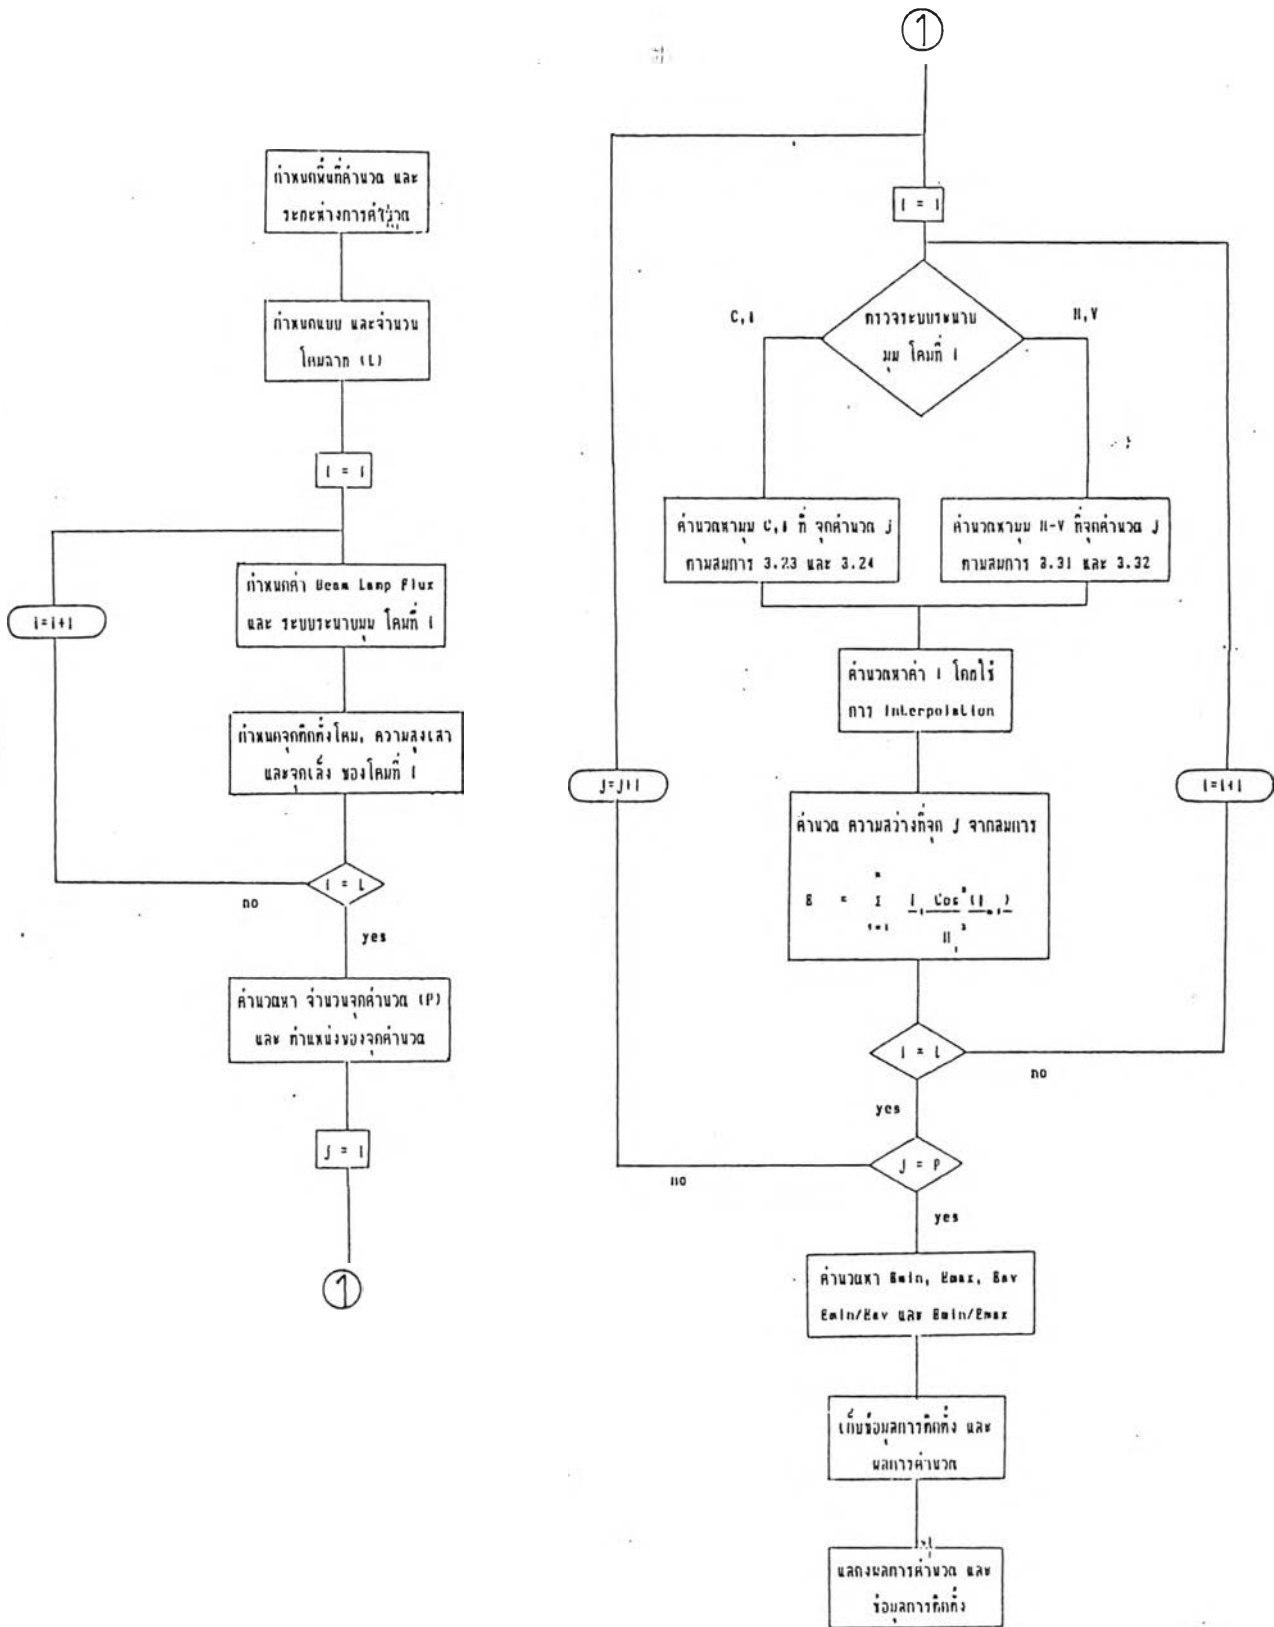 กำหนดพื้นที่คำนวณ และ
ระยะห่างการคำนวณ
กำหนดแบบ และจำนวน
โคมฉาย (L)
i = 1
กำหนดค่า Beam Lamp Flux
และ ระบบระนาบมุม โคมที่ i
i=i+1
กำหนดจุดติดตั้งโคม, ความสูงเสา
และจุดเล็ง ของโคมที่ i
i = L
no
yes
คำนวณหา จำนวนจุดคำนวณ (P)
และ ตำแหน่งของจุดคำนวณ
j = 1
1
1
i = 1
ตรวจระบบระนาบ
มุม โคมที่ i
H,V
คำนวณหามุม
ที่ จุดคำนวณ j
ตามสมการ 3.23 และ 3.24
คำนวณหามุม H-V ที่จุดคำนวณ j
ตามสมการ 3.31 และ 3.32
คำนวณหาค่า I โดยใช้
การ Interpolation
j=j+1
i=i+1
คำนวณ ความสว่างที่จุด j จากสมการ
E =
i = L
no
yes
j = P
no
yes
คำนวณหา Emin, Emax, Eav
Emin/Eav และ Emin/Emax
เก็บข้อมูลการติดตั้ง และ
ผลการคำนวณ
แสดงผลการคำนวณ และ
ข้อมูลการติดตั้ง